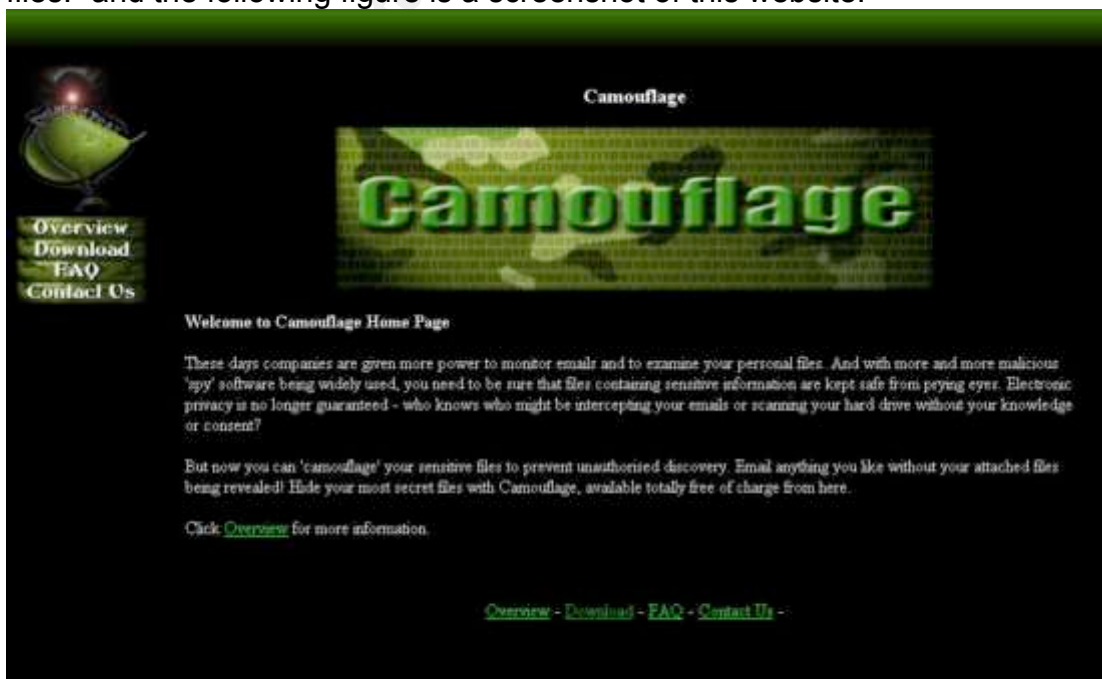 files." and the following figure is a screenshot of this website.
Camouflage
Camouflage
Overview
Download
FAQ
Contact Us
Welcome to Camouflage Home Page
These days companies are given more power to monitor emails and to examine your personal files. And with more and more malicious
'spy' software being widely used, you need to be sure that files containing sensitive information are kept safe from prying eyes. Electronic
privacy is no longer guaranteed - who knows who might be intercepting your emails or scanning your hard drive without your knowledge
or consent?
But now you can 'camouflage' your sensitive files to prevent unauthorised discovery. Email anything you like without your attached files
being revealed! Hide your most secret files with Camouflage, available totally free of charge from here.
Click Overview for more information.
Overview - Download - FAQ - Contact Us -